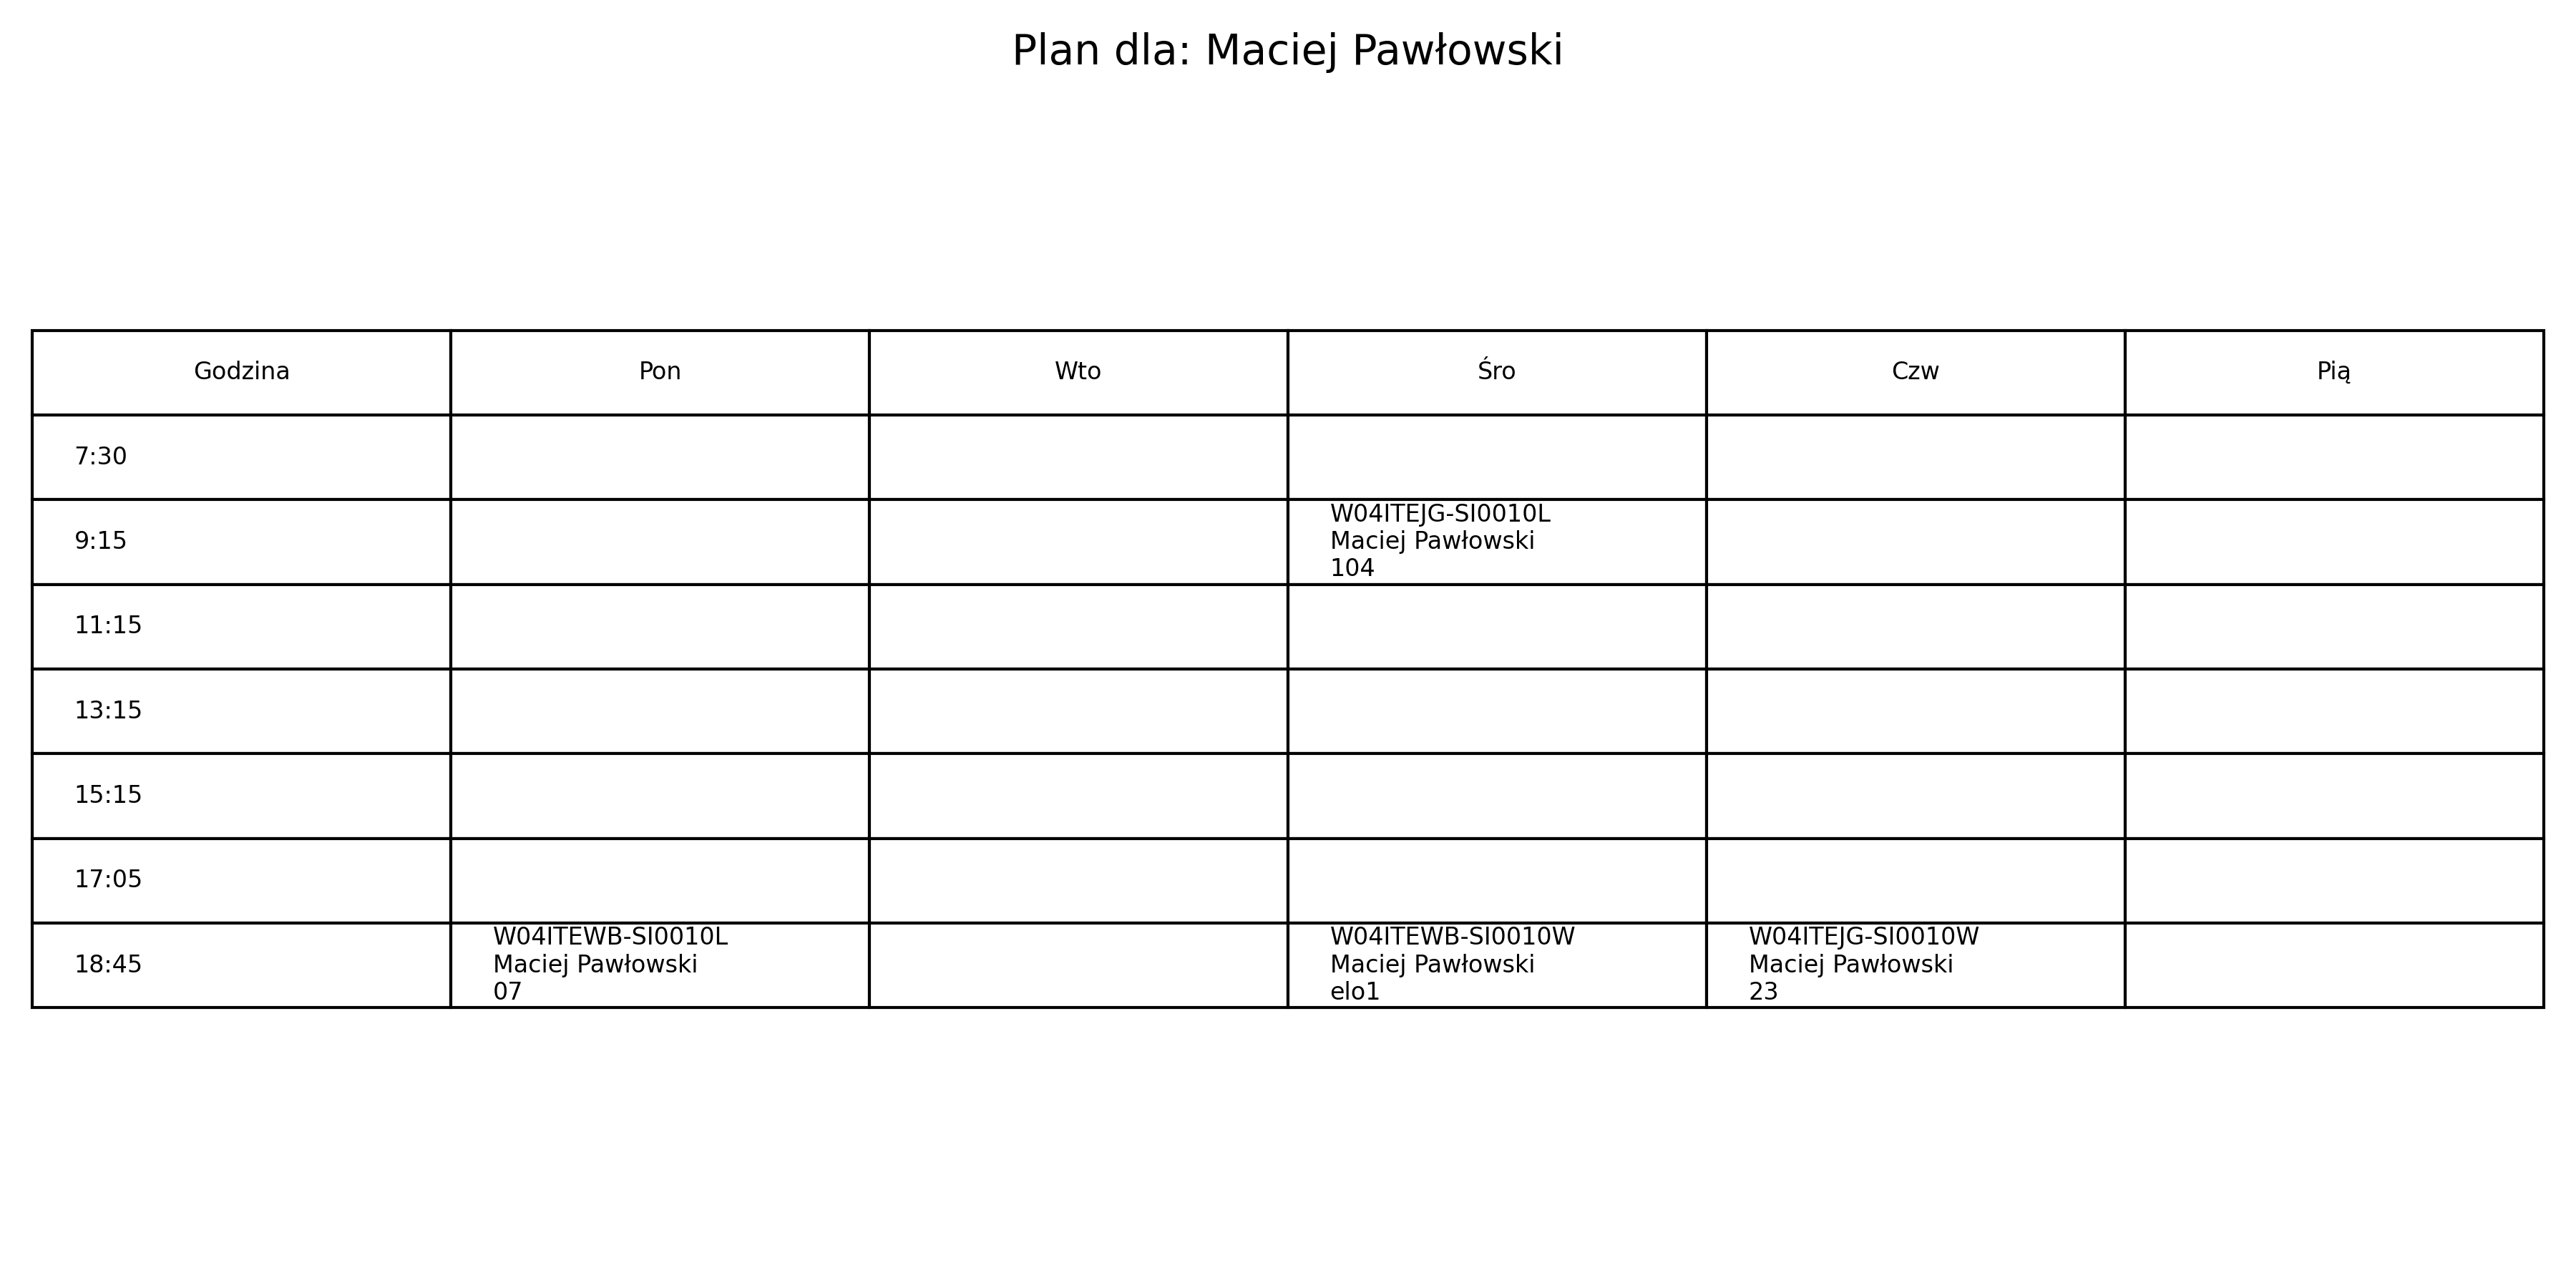 Plan dla: Maciej Pawłowski
Godzina Pon Wto Śro Czw Pią
7:30
9:15
W04ITEJG-SI0010L
Maciej Pawłowski
104
11:15
13:15
15:15
17:05
18:45
W04ITEWB-SI0010L
Maciej Pawłowski
07
W04ITEWB-SI0010W
Maciej Pawłowski
elo1
W04ITEJG-SI0010W
Maciej Pawłowski
23